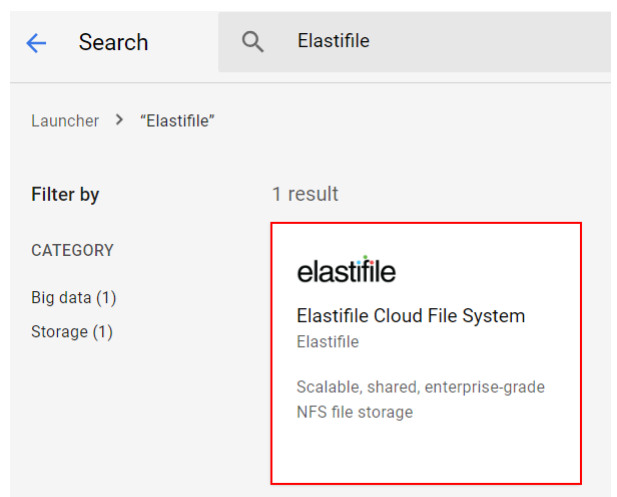 Search
Elastifile
Launcher > “Elastifile”
Filter by
1 result
CATEGORY
Big data (1)
Storage (1)
elastifile
Elastifile Cloud File System
Elastifile
Scalable, shared, enterprise-grade
NFS file storage